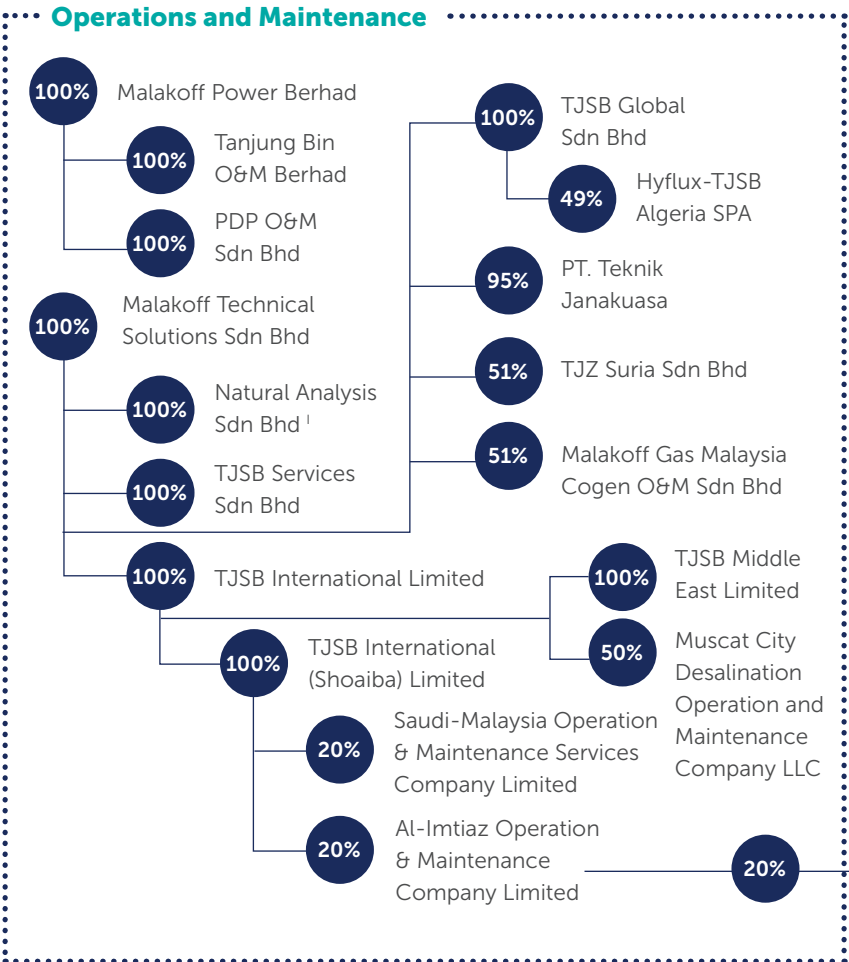 Operations and Maintenance
100%
Malakoff Power Berhad
100%
Tanjung Bin
O&M Berhad
100%
PDP O&M
Sdn Bhd
100%
Malakoff Technical
Solutions Sdn Bhd
100%
Natural Analysis
Sdn Bhd I
100%
TJSB Services
Sdn Bhd
100%
TJSB Global
Sdn Bhd
49%
Hyflux-TJSB
Algeria SPA
95%
PT. Teknik
Janakuasa
51%
TJZ Suria Sdn Bhd
51%
Malakoff Gas Malaysia
Cogen O&M Sdn Bhd
100%
TJSB International Limited
100%
TJSB Middle
East Limited
50%
Muscat City
Desalination
Operation and
Maintenance
Company LLC
100%
TJSB International
(Shoaiba) Limited
20%
Saudi-Malaysia Operation
& Maintenance Services
Company Limited
20%
Al-Imtiaz Operation
& Maintenance
Company Limited
20%